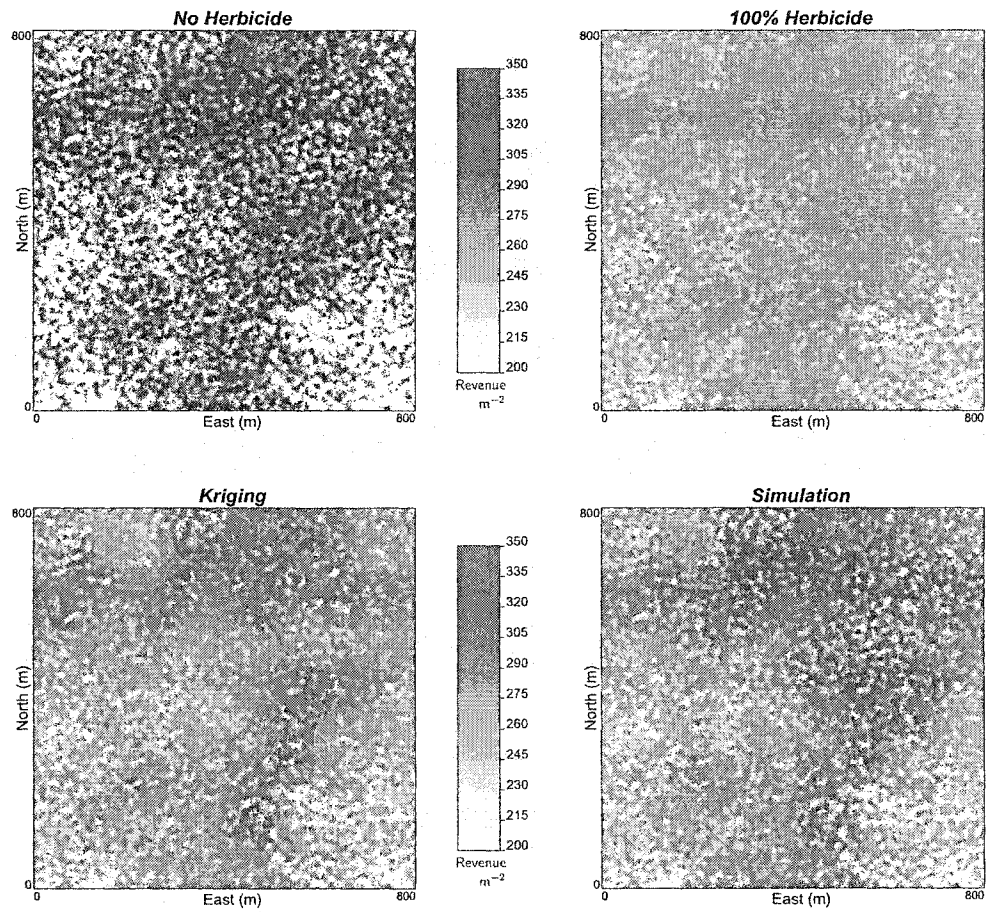 No Herbicide
800
North (m)
0
0
East (m)
800
350
335
320
305
290
275
260
245
230
215
200
Revenue
m−2
100% Herbicide
800
North (m)
0
0
East (m)
800
Kriging
800
North (m)
0
0
East (m)
800
350
335
320
305
290
275
260
245
230
215
200
Revenue
m−2
Simulation
800
North (m)
0
0
East (m)
800